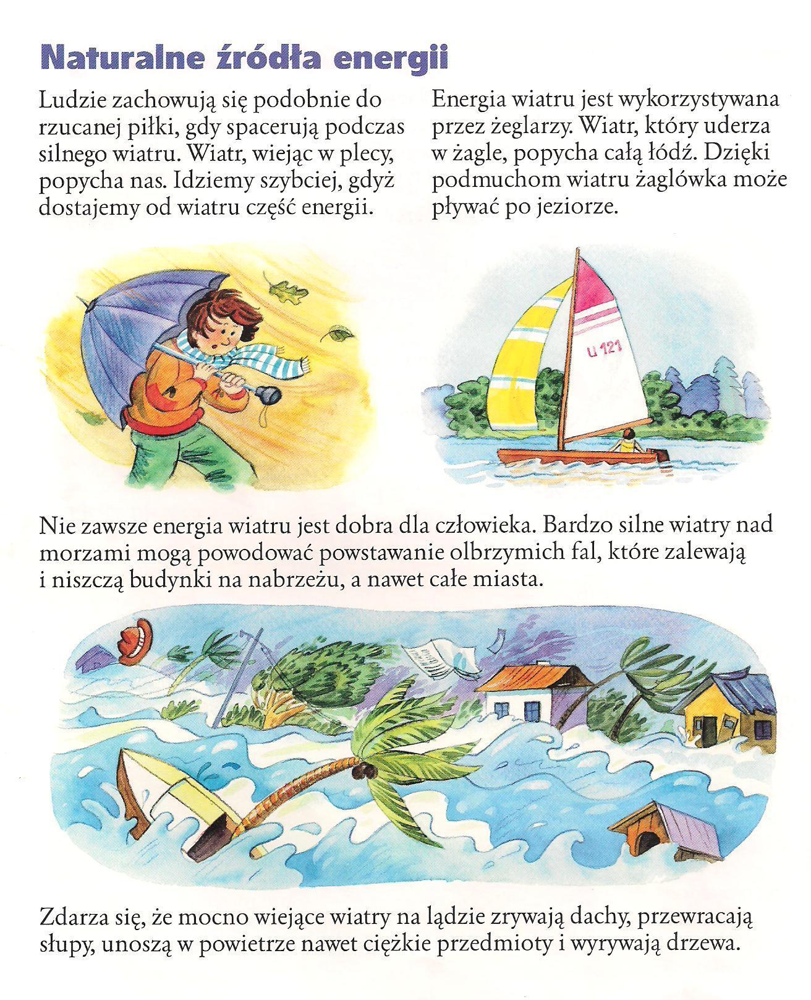 Naturalne źródła energii
Ludzie zachowują się podobnie do
rzucanej piłki, gdy spacerują podczas
silnego wiatru. Wiatr, wiejąc w plecy,
popycha nas. Idziemy szybciej, gdyż
dostajemy od wiatru część energii.
Energia wiatru jest wykorzystywana
przez żeglarzy. Wiatr, który uderza
w żagle, popycha całą łódź. Dzięki
podmuchom wiatru żaglówka może
pływać po jeziorze.
U 121
Nie zawsze energia wiatru jest dobra dla człowieka. Bardzo silne wiatry nad
morzami mogą powodować powstawanie olbrzymich fal, które zalewają
i niszczą budynki na nabrzeżu, a nawet całe miasta.
Zdarza się, że mocno wiejące wiatry na lądzie zrywają dachy, przewracają
słupy, unoszą w powietrze nawet ciężkie przedmioty i wyrywają drzewa.